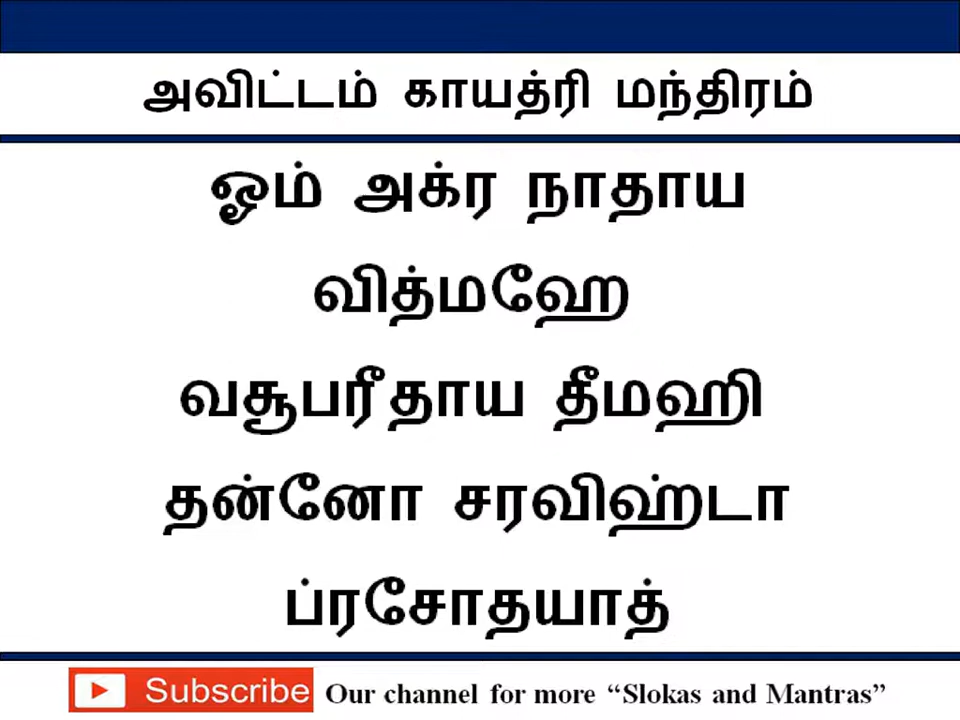 அவிட்டம் காயத்ரி மந்திரம்
ஓம் அக்ர நாதாய
வித்மஹே
வசூபரீதாய தீமஹி
தன்னோ சரவிஹ்டா
ப்ரசோதயாத்
Subscribe Our channel for more “Slokas and Mantras”